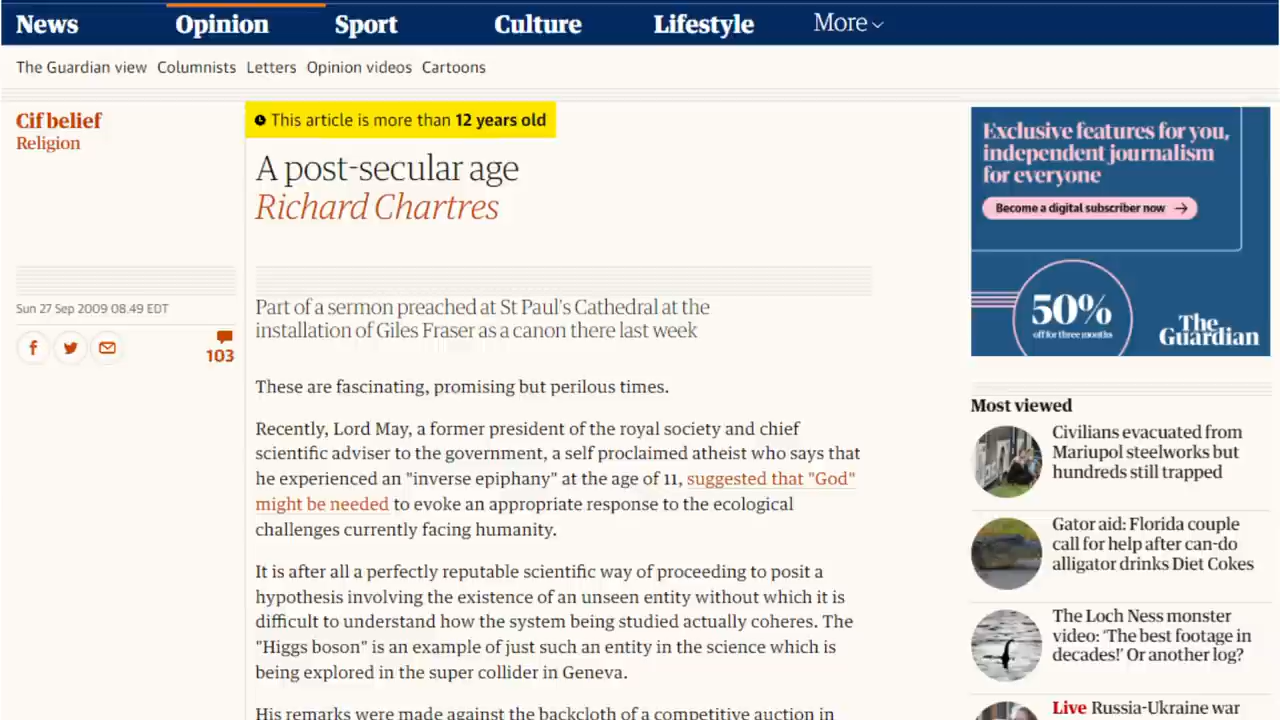 News Opinion Sport Culture Lifestyle More
The Guardian view Columnists Letters Opinion videos Cartoons
Cif belief
Religion
This article is more than 12 years old
A post-secular age
Richard Chartres
Sun 27 Sep 2009 08.49 EDT
103
Part of a sermon preached at St Paul's Cathedral at the
installation of Giles Fraser as a canon there last week
These are fascinating, promising but perilous times.
Recently, Lord May, a former president of the royal society and chief
scientific adviser to the government, a self proclaimed atheist who says that
he experienced an "inverse epiphany" at the age of 11, suggested that "God"
might be needed to evoke an appropriate response to the ecological
challenges currently facing humanity.
It is after all a perfectly reputable scientific way of proceeding to posit a
hypothesis involving the existence of an unseen entity without which it is
difficult to understand how the system being studied actually coheres. The
"Higgs boson" is an example of just such an entity in the science which is
being explored in the super collider in Geneva.
His remarks were made against the backcloth of a competitive auction in
Exclusive features for you,
independent journalism
for everyone
Become a digital subscriber now
50%
off for three months
The
Guardian
Most viewed
Civilians evacuated from
Mariupol steelworks but
hundreds still trapped
Gator aid: Florida couple
call for help after can-do
alligator drinks Diet Cokes
The Loch Ness monster
video: 'The best footage in
decades!' Or another log?
Live Russia-Ukraine war